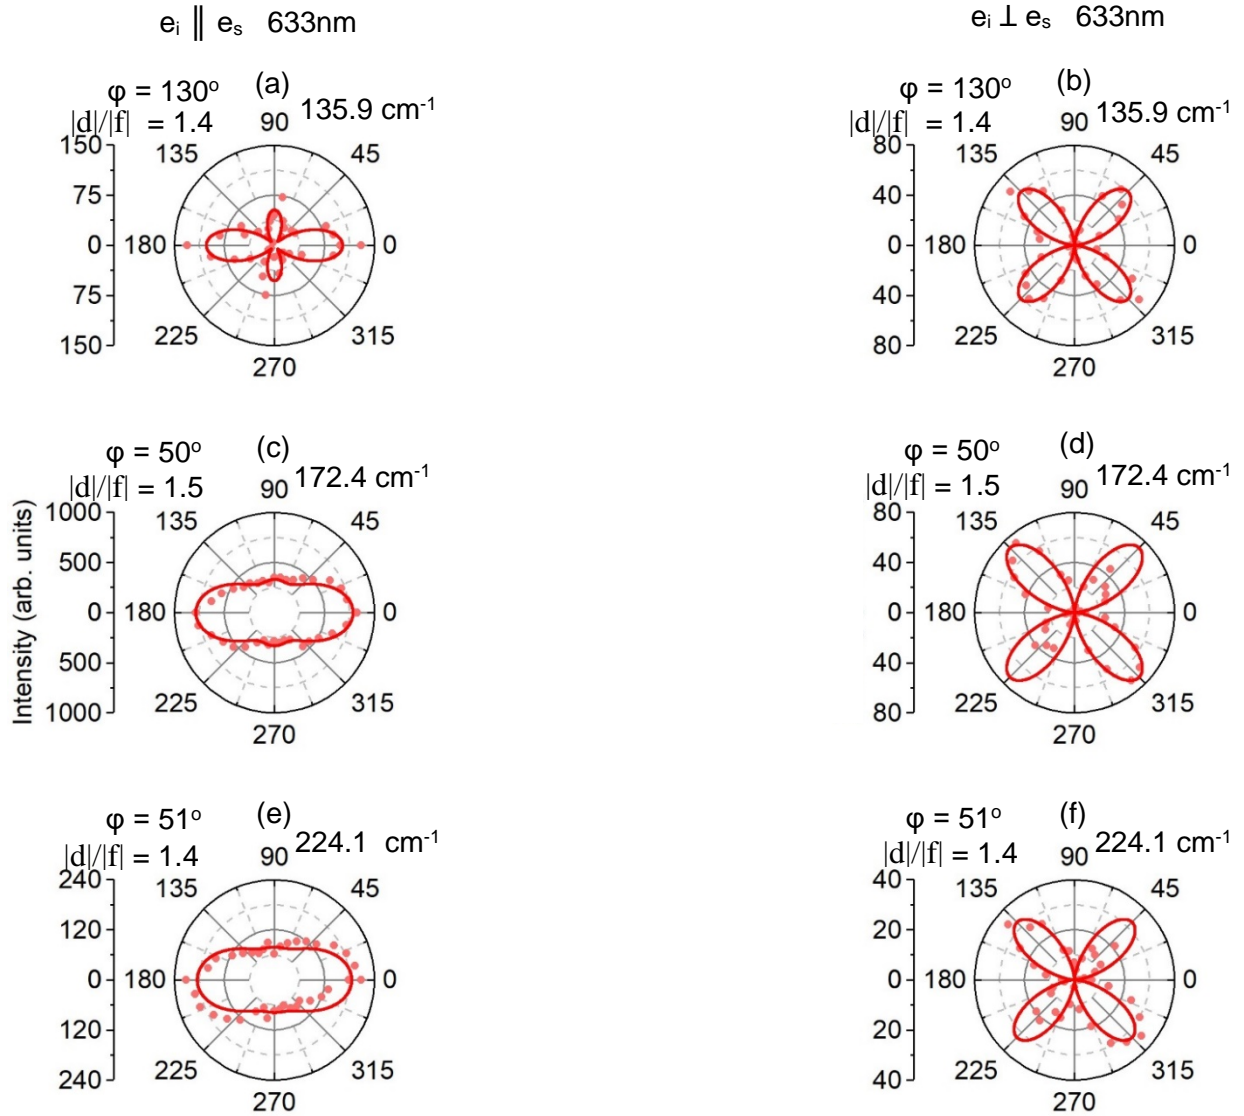 eᵢ ∥ eₛ 633nm
eᵢ ⊥ eₛ 633nm
φ = 130° (a)
|d|/|f| = 1.4 135.9 cm⁻¹
90
150 135 45
75
0 180 0
75
150 225 315
270
φ = 130° (b)
|d|/|f| = 1.4 135.9 cm⁻¹
90
80 135 45
40
0 180 0
40
80 225 315
270
φ = 50° (c)
|d|/|f| = 1.5 172.4 cm⁻¹
90
1000 135 45
500
0 180 0
500
1000 225 315
270
Intensity (arb. units)
φ = 50° (d)
|d|/|f| = 1.5 172.4 cm⁻¹
90
80 135 45
40
0 180 0
40
80 225 315
270
φ = 51° (e)
|d|/|f| = 1.4 224.1 cm⁻¹
90
240 135 45
120
0 180 0
120
240 225 315
270
φ = 51° (f)
|d|/|f| = 1.4 224.1 cm⁻¹
90
40 135 45
20
0 180 0
20
40 225 315
270